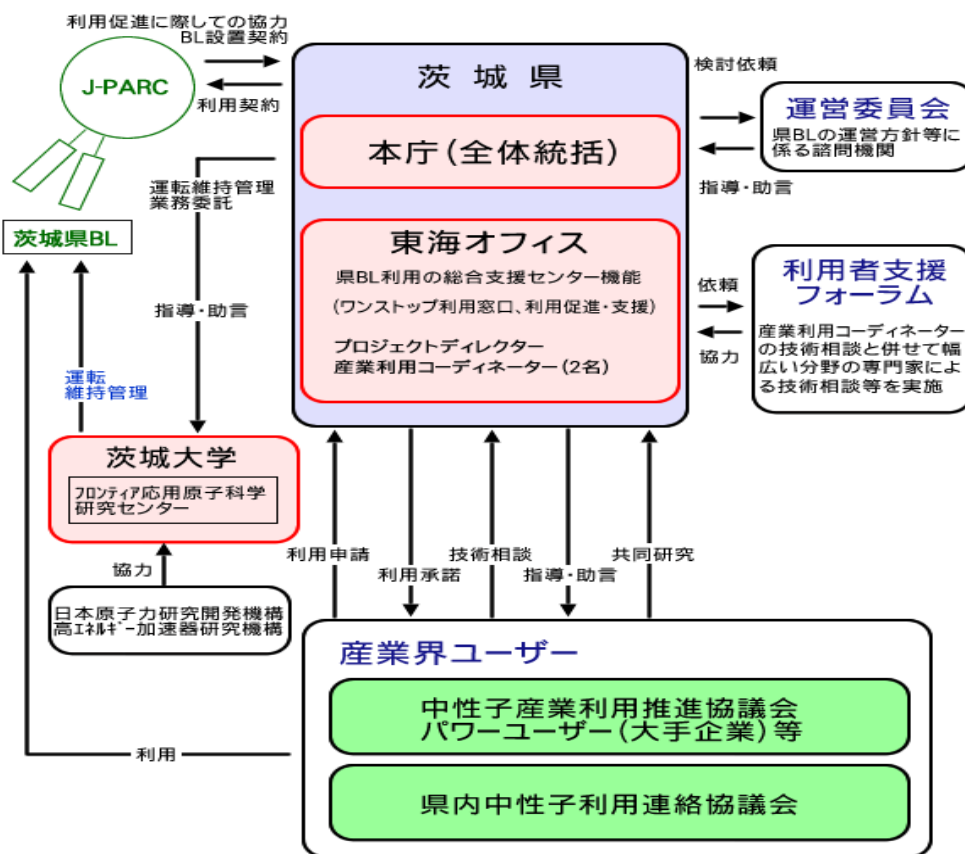 利用促進に際しての協力
BL設置契約
J-PARC
利用契約
茨城県BL
茨城県
本庁(全体統括)
東海オフィス
県BL利用の総合支援センター機能
(ワンストップ利用窓口、利用促進・支援)
プロジェクトディレクター
産業利用コーディネーター(2名)
検討依頼
運営委員会
県BLの運営方針等に
係る諮問機関
指導・助言
依頼
協力
利用者支援
フォーラム
産業利用コーディネーター
の技術相談と併せて幅
広い分野の専門家によ
る技術相談等を実施
運転維持管理
業務委託
指導・助言
運転
維持管理
茨城大学
フロンティア応用原子科学
研究センター
協力
日本原子力研究開発機構
高エネルギー加速器研究機構
利用申請
利用承諾
技術相談
指導・助言
共同研究
利用
産業界ユーザー
中性子産業利用推進協議会
パワーユーザー(大手企業)等
県内中性子利用連絡協議会